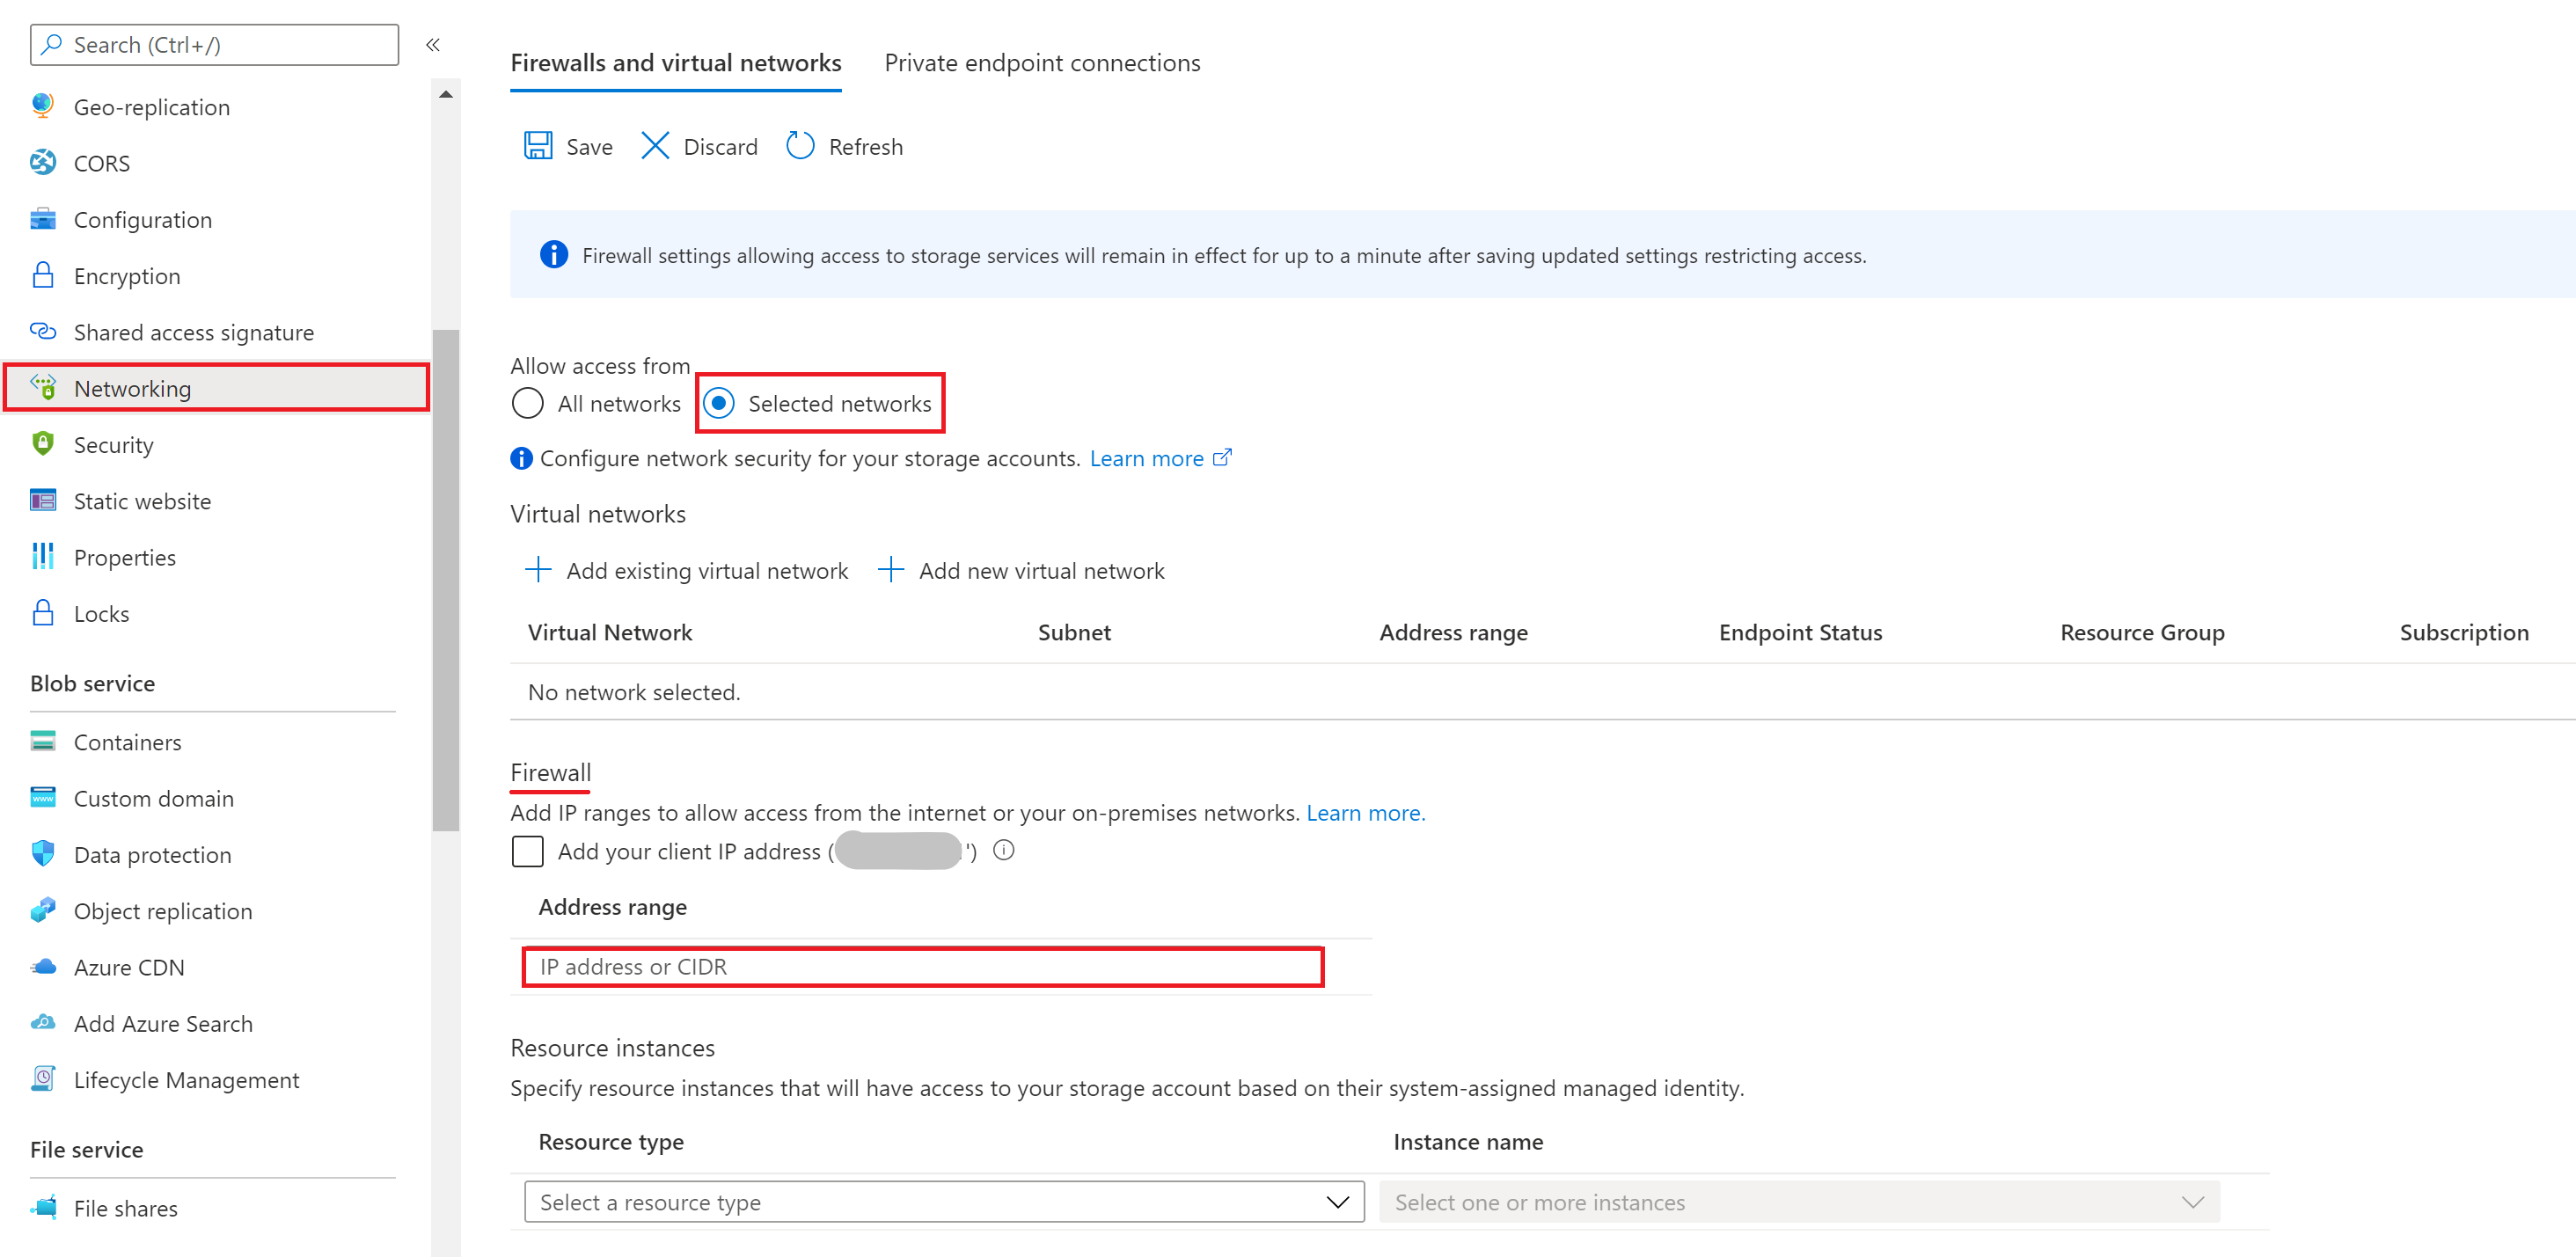 Search (Ctrl+/)
«
Geo-replication
CORS
Configuration
Encryption
Shared access signature
Networking
Security
Static website
Properties
Locks
Blob service
Containers
Custom domain
Data protection
Object replication
Azure CDN
Add Azure Search
Lifecycle Management
File service
File shares
Firewalls and virtual networks
Private endpoint connections
Save
Discard
Refresh
Firewall settings allowing access to storage services will remain in effect for up to a minute after saving updated settings restricting access.
Allow access from
All networks
Selected networks
Configure network security for your storage accounts. Learn more
Virtual networks
Add existing virtual network
Add new virtual network
Virtual Network Subnet Address range Endpoint Status Resource Group Subscription
No network selected.
Firewall
Add IP ranges to allow access from the internet or your on-premises networks. Learn more.
Add your client IP address ( ')
Address range
IP address or CIDR
Resource instances
Specify resource instances that will have access to your storage account based on their system-assigned managed identity.
Resource type Instance name
Select a resource type
Select one or more instances